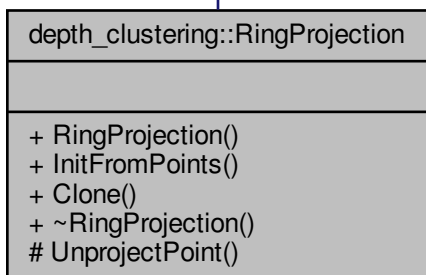 depth_clustering::RingProjection
+ RingProjection()
+ InitFromPoints()
+ Clone()
+ ~RingProjection()
# UnprojectPoint()